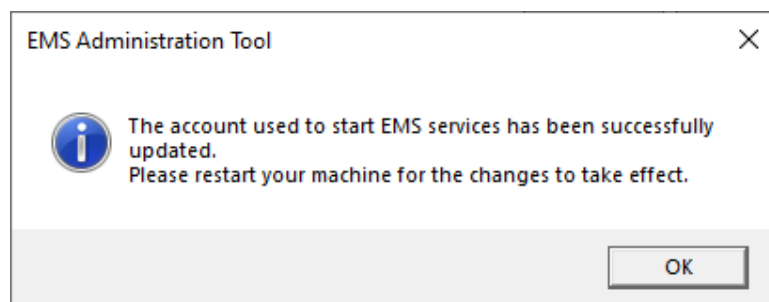 EMS Administration Tool
The account used to start EMS services has been successfully
updated.
Please restart your machine for the changes to take effect.
OK